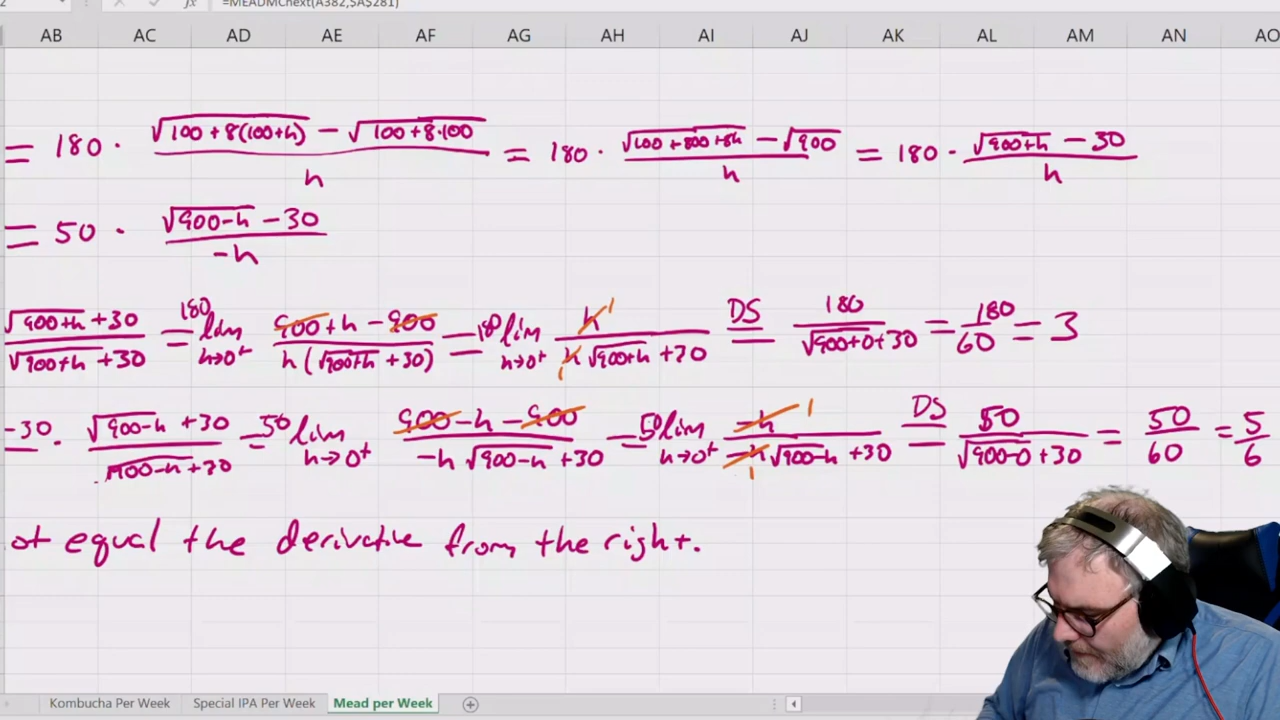 =MEADMCnext(A382,$A$281)
AB AC AD AE AF AG AH AI AJ AK AL AM AN AO
= 180 · (√(100 + 8(100+h)) − √(100+8·100))/h = 180 · (√(100+800+8h) − √900)/h = 180 · (√(900+h) − 30)/h
= 50 · (√(900−h) − 30)/(−h)
(√(900+h) + 30)/(√(900+h) + 30) = 180 lim h→0⁺ (900+h−900)/(h(√(900+h) + 30)) = 180 lim h→0⁺ h/(h √(900+h) + 30) DS = 180/(√(900+0) + 30) = 180/60 = 3
−30 · (√(900−h) + 30)/(√(900−h) + 30) = 50 lim h→0⁺ (900−h−900)/(−h √(900−h) + 30) = 50 lim h→0⁺ −h/(−h √(900−h) + 30) DS = 50/(√(900−0) + 30) = 50/60 = 5/6
ot equal the derivative from the right.
Kombucha Per Week Special IPA Per Week Mead per Week